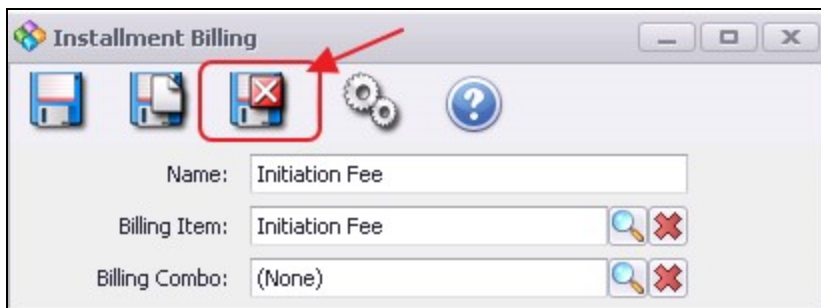 Installment Billing
Name: Initiation Fee
Billing Item: Initiation Fee
Billing Combo: (None)